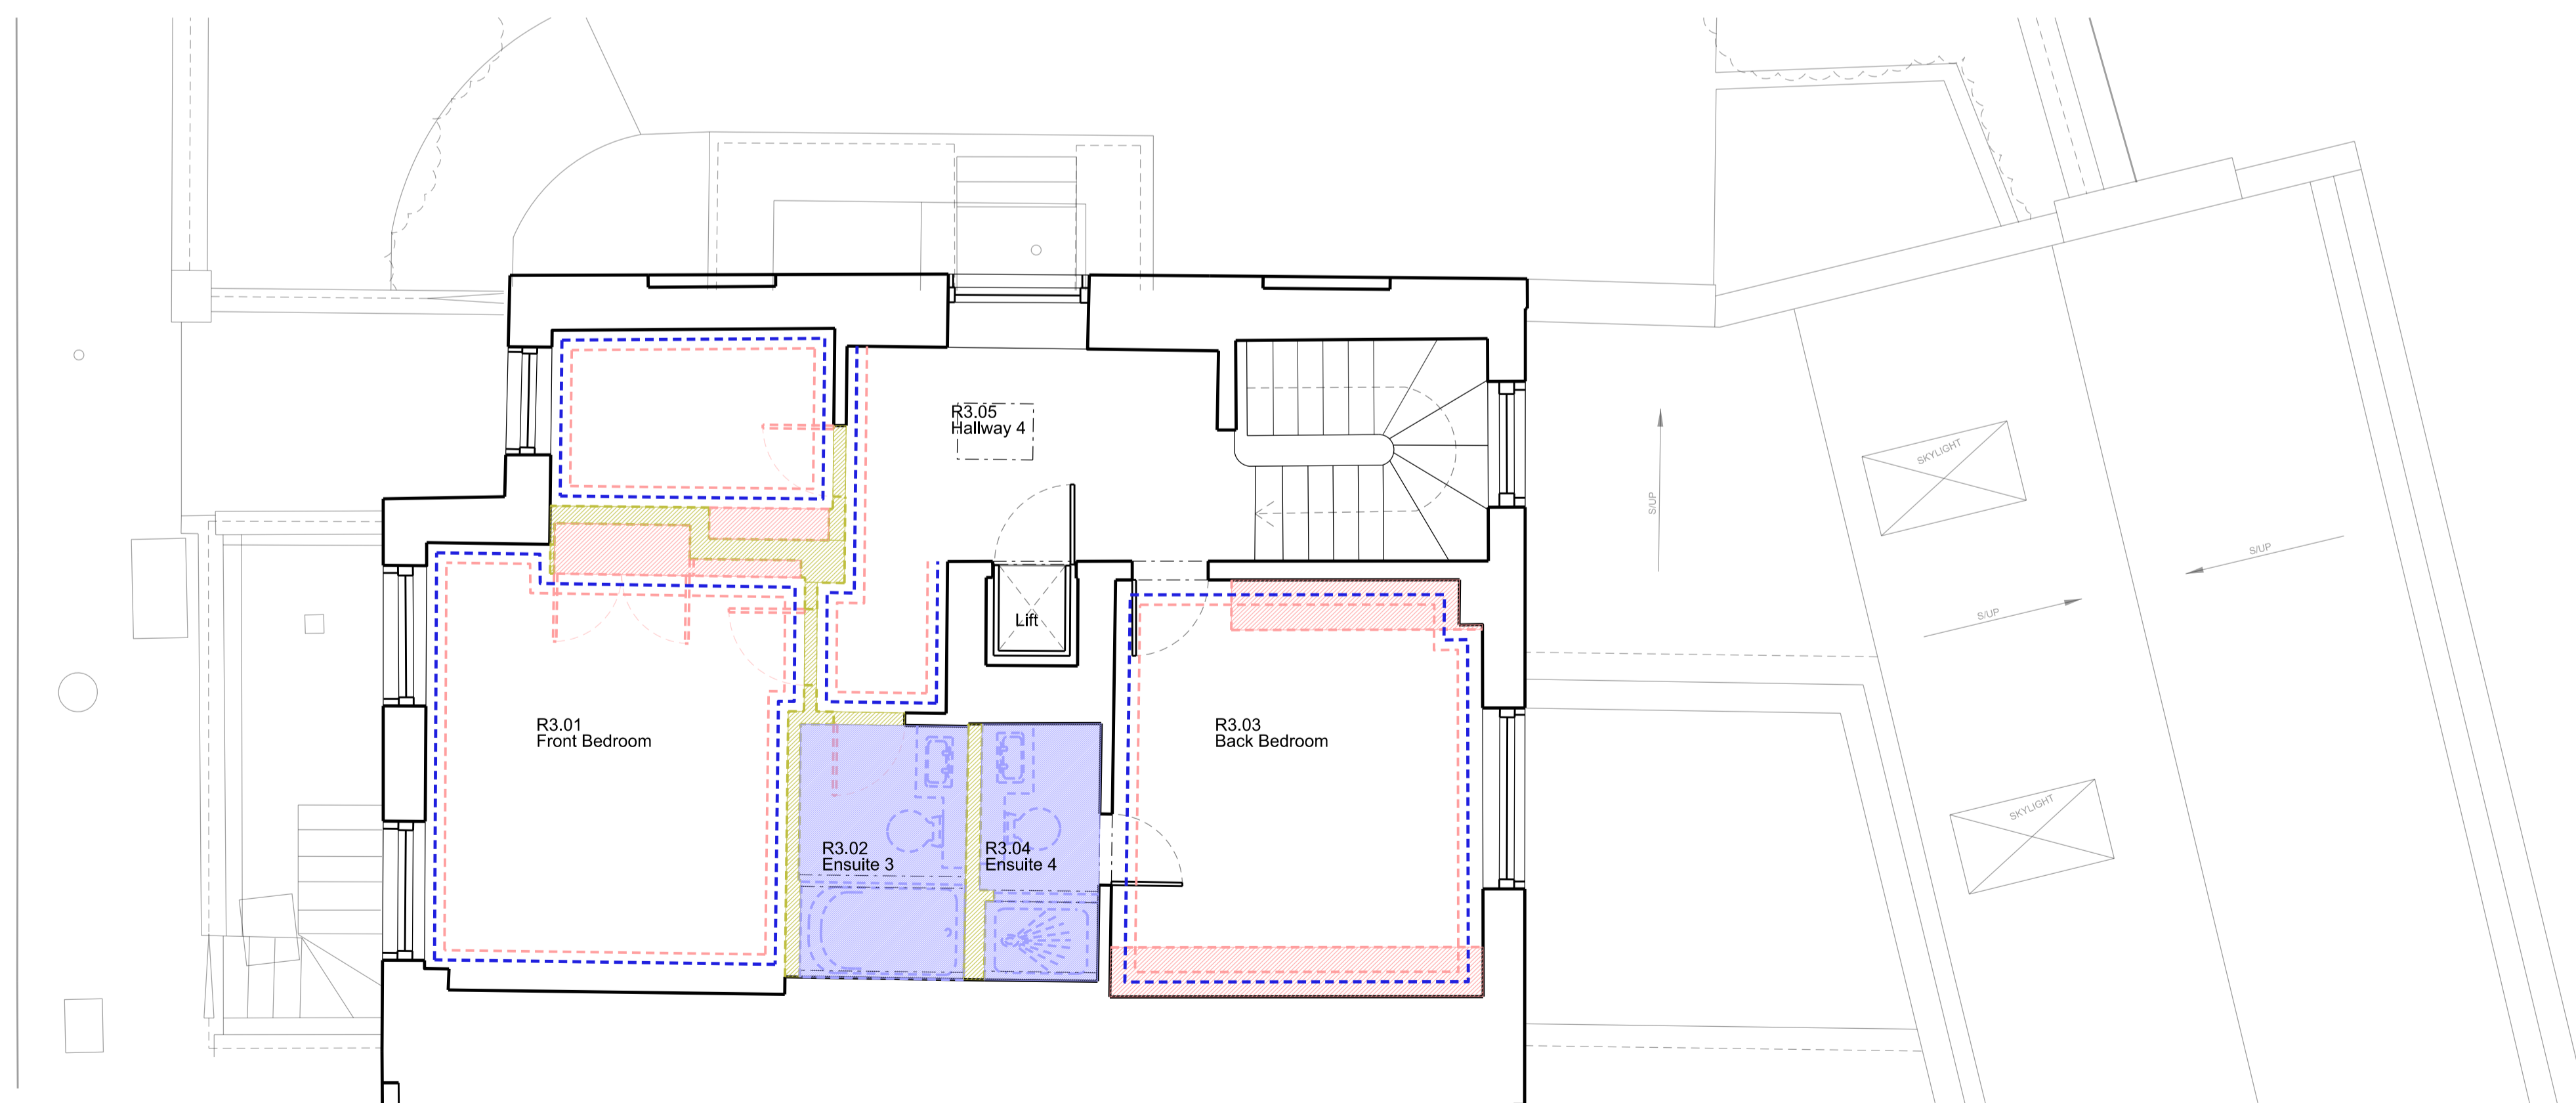 R3.05
Hallway 4
SKYLIGHT
S/UP
S/UP
S/UP
Lift
R3.01
Front Bedroom
R3.03
Back Bedroom
SKYLIGHT
R3.02
Ensuite 3
R3.04
Ensuite 4